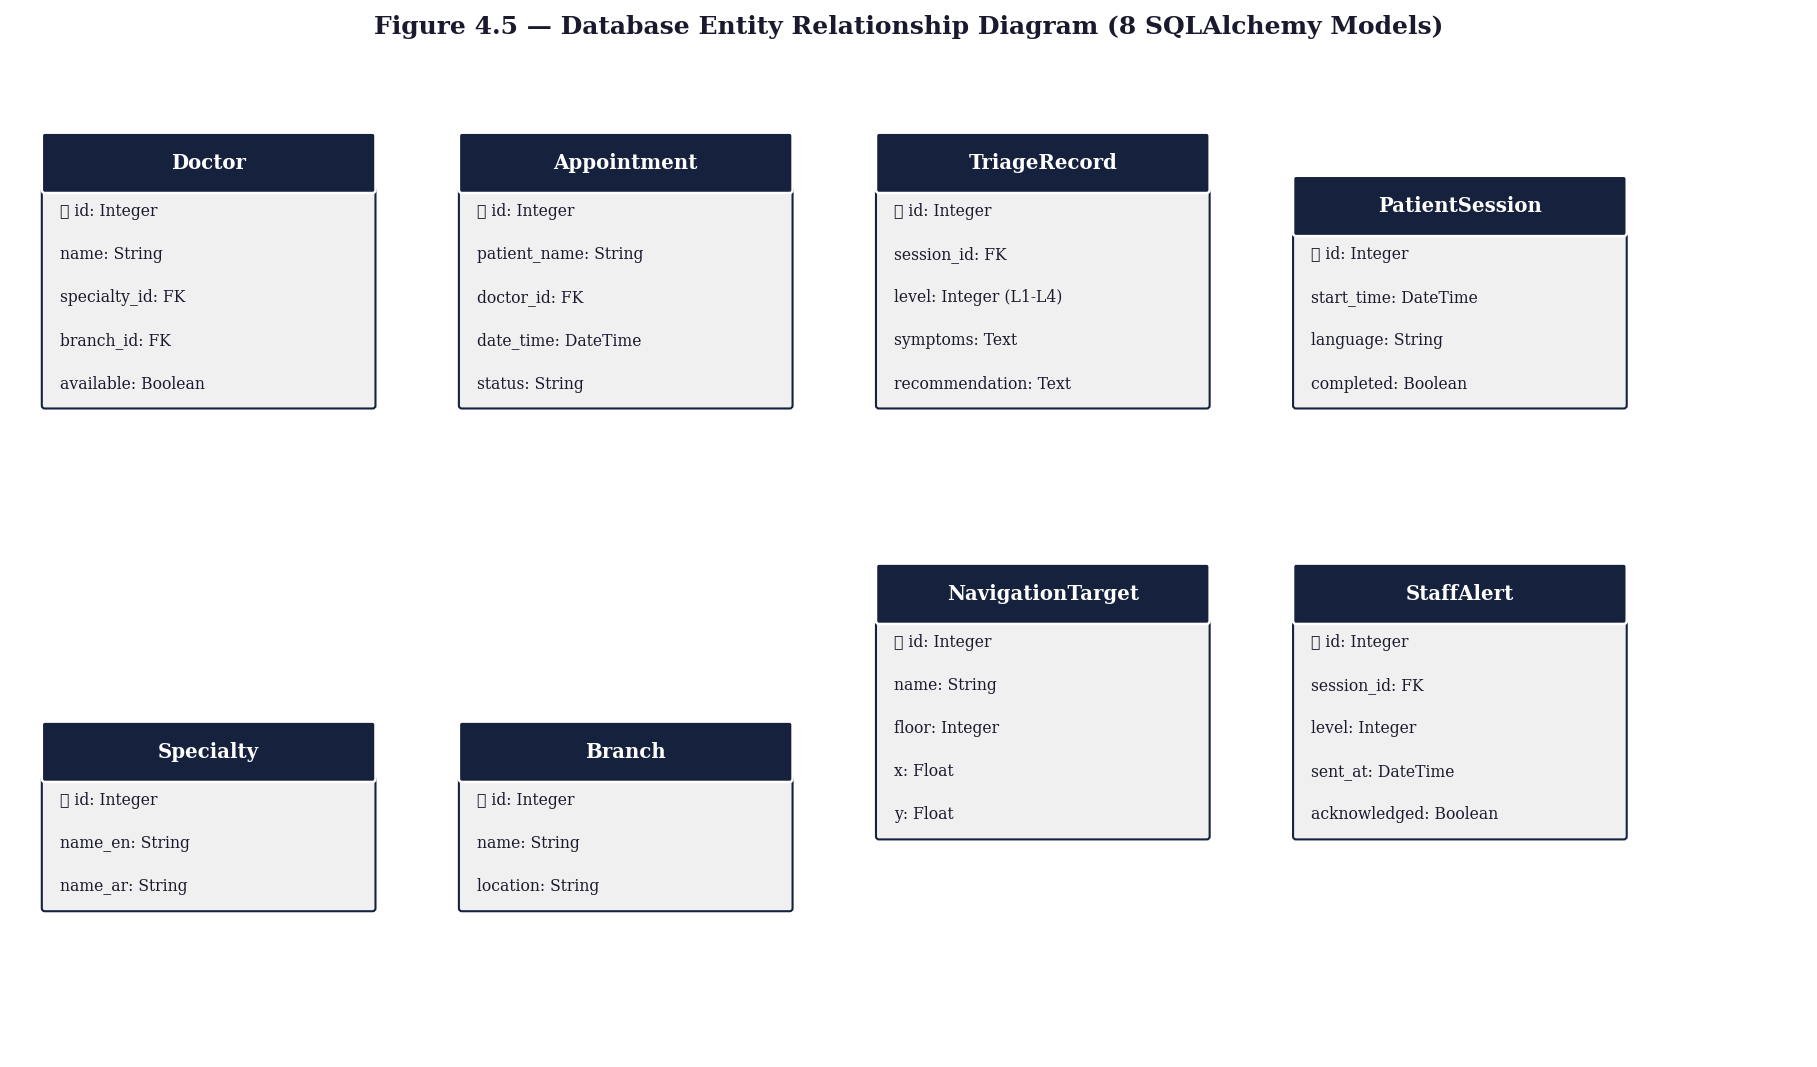 Figure 4.5 — Database Entity Relationship Diagram (8 SQLAlchemy Models)
Doctor
id: Integer
name: String
specialty_id: FK
branch_id: FK
available: Boolean
Appointment
id: Integer
patient_name: String
doctor_id: FK
date_time: DateTime
status: String
TriageRecord
id: Integer
session_id: FK
level: Integer (L1-L4)
symptoms: Text
recommendation: Text
PatientSession
id: Integer
start_time: DateTime
language: String
completed: Boolean
Specialty
id: Integer
name_en: String
name_ar: String
Branch
id: Integer
name: String
location: String
NavigationTarget
id: Integer
name: String
floor: Integer
x: Float
y: Float
StaffAlert
id: Integer
session_id: FK
level: Integer
sent_at: DateTime
acknowledged: Boolean